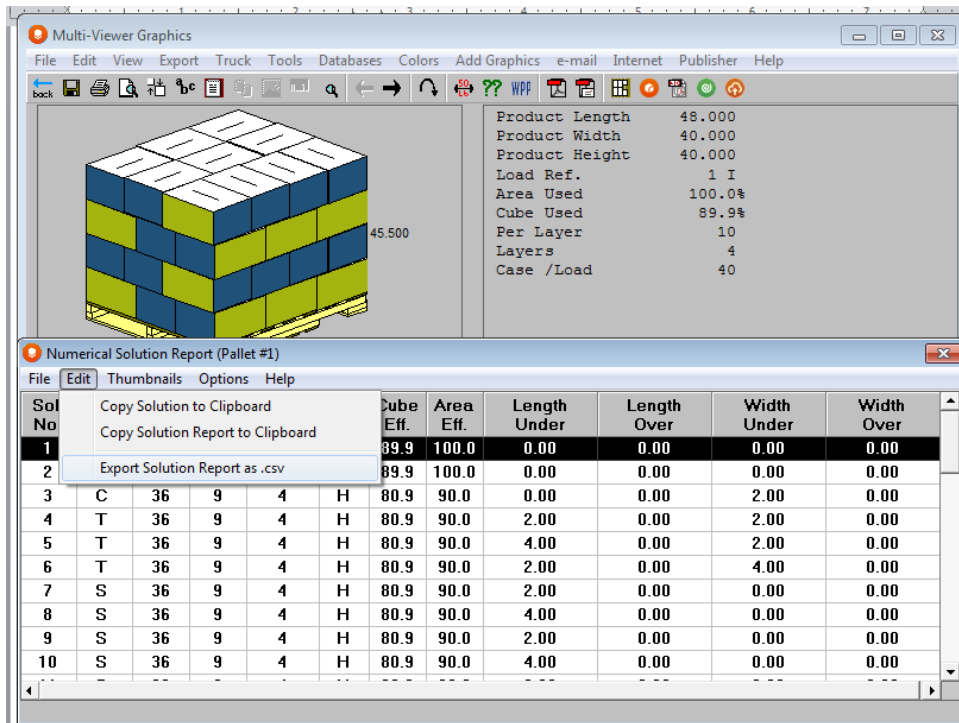 Multi-Viewer Graphics
File Edit View Export Truck Tools Databases Colors Add Graphics e-mail Internet Publisher Help
back WPP
Product Length 48.000
Product Width 40.000
Product Height 40.000
Load Ref. 1 I
Area Used 100.0%
Cube Used 89.9%
Per Layer 10
Layers 4
Case /Load 40
45.500
Numerical Solution Report (Pallet #1)
File Edit Thumbnails Options Help
Copy Solution to Clipboard
Copy Solution Report to Clipboard
Export Solution Report as .csv
Sol No Cube Eff. Area Eff. Length Under Length Over Width Under Width Over
1 89.9 100.0 0.00 0.00 0.00 0.00
2 89.9 100.0 0.00 0.00 0.00 0.00
3 C 36 9 4 H 80.9 90.0 0.00 0.00 2.00 0.00
4 T 36 9 4 H 80.9 90.0 2.00 0.00 2.00 0.00
5 T 36 9 4 H 80.9 90.0 4.00 0.00 2.00 0.00
6 T 36 9 4 H 80.9 90.0 2.00 0.00 4.00 0.00
7 S 36 9 4 H 80.9 90.0 2.00 0.00 0.00 0.00
8 S 36 9 4 H 80.9 90.0 4.00 0.00 0.00 0.00
9 S 36 9 4 H 80.9 90.0 2.00 0.00 0.00 0.00
10 S 36 9 4 H 80.9 90.0 4.00 0.00 0.00 0.00